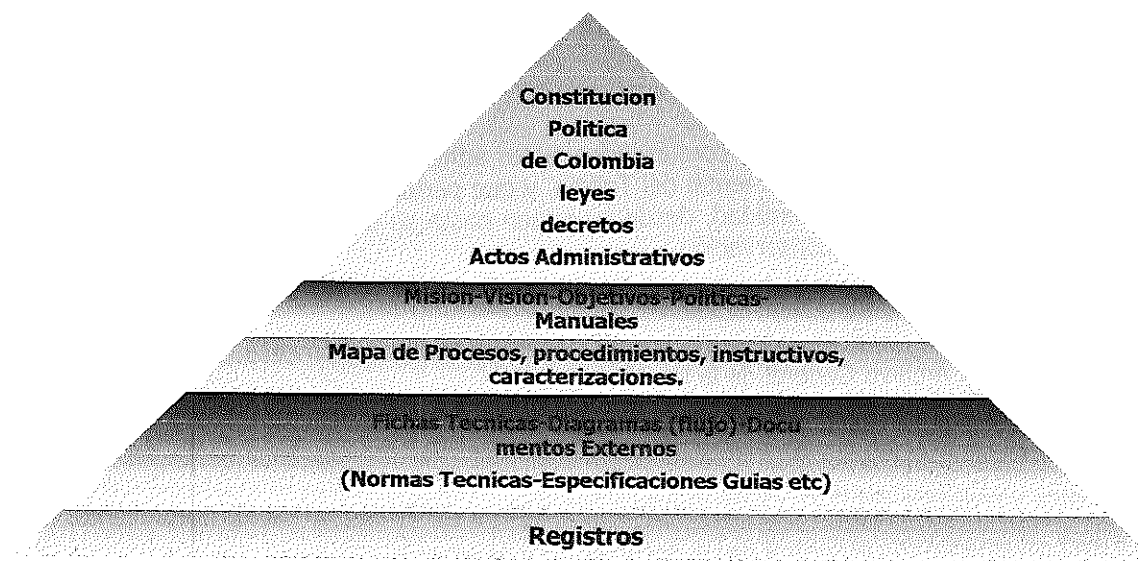 Constitucion
Politica
de Colombia
leyes
decretos
Actos Administrativos
Mision-Vision-Objetivos-Politicas-
Manuales
Mapa de Procesos, procedimientos, instructivos,
caracterizaciones.
Fichas Tecnicas-Diagramas (flujo)-Docu
mentos Externos
(Normas Tecnicas-Especificaciones Guias etc)
Registros